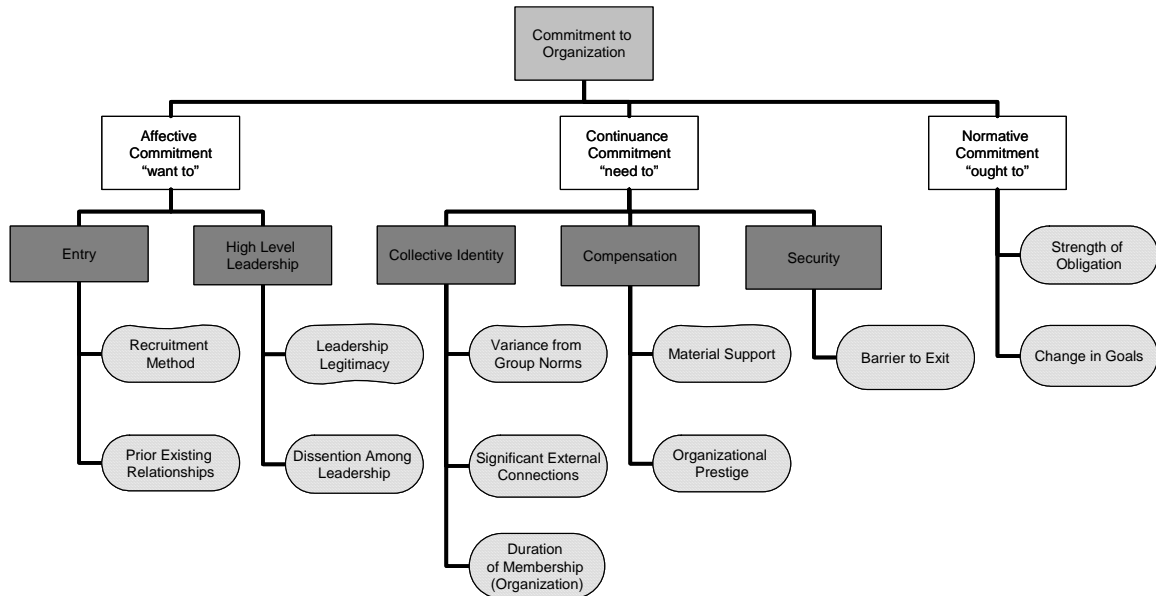 Commitment to
Organization
Affective
Commitment
“want to”
Continuance
Commitment
“need to”
Normative
Commitment
“ought to”
Entry
High Level
Leadership
Collective Identity
Compensation
Security
Strength of
Obligation
Recruitment
Method
Leadership
Legitimacy
Variance from
Group Norms
Material Support
Barrier to Exit
Change in Goals
Prior Existing
Relationships
Dissention Among
Leadership
Significant External
Connections
Organizational
Prestige
Duration
of Membership
(Organization)